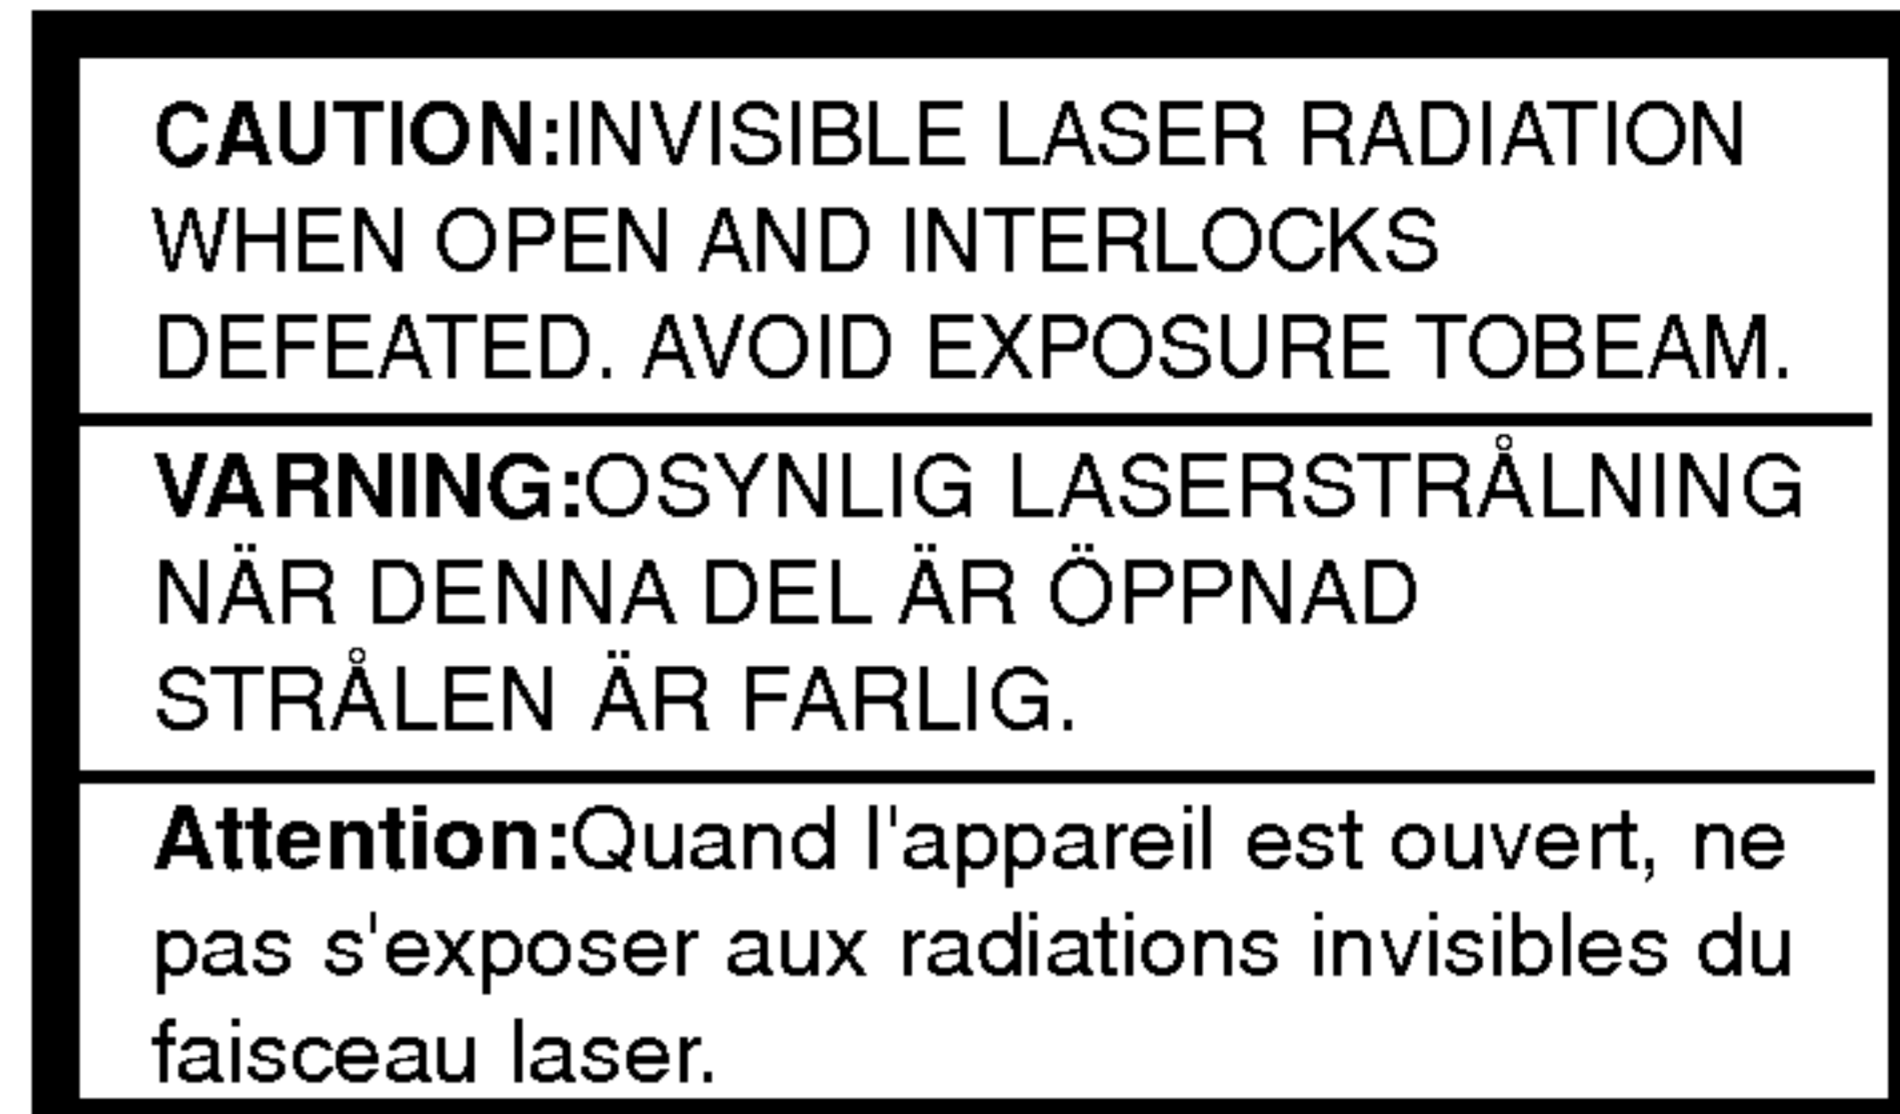 CAUTION:INVISIBLE LASER RADIATION
WHEN OPEN AND INTERLOCKS
DEFEATED. AVOID EXPOSURE TOBEAM.
VARNING:OSYNLIG LASERSTRÅLNING
NÄR DENNA DEL ÄR ÖPPNAD
STRÅLEN ÄR FARLIG.
Attention:Quand l'appareil est ouvert, ne
pas s'exposer aux radiations invisibles du
faisceau laser.